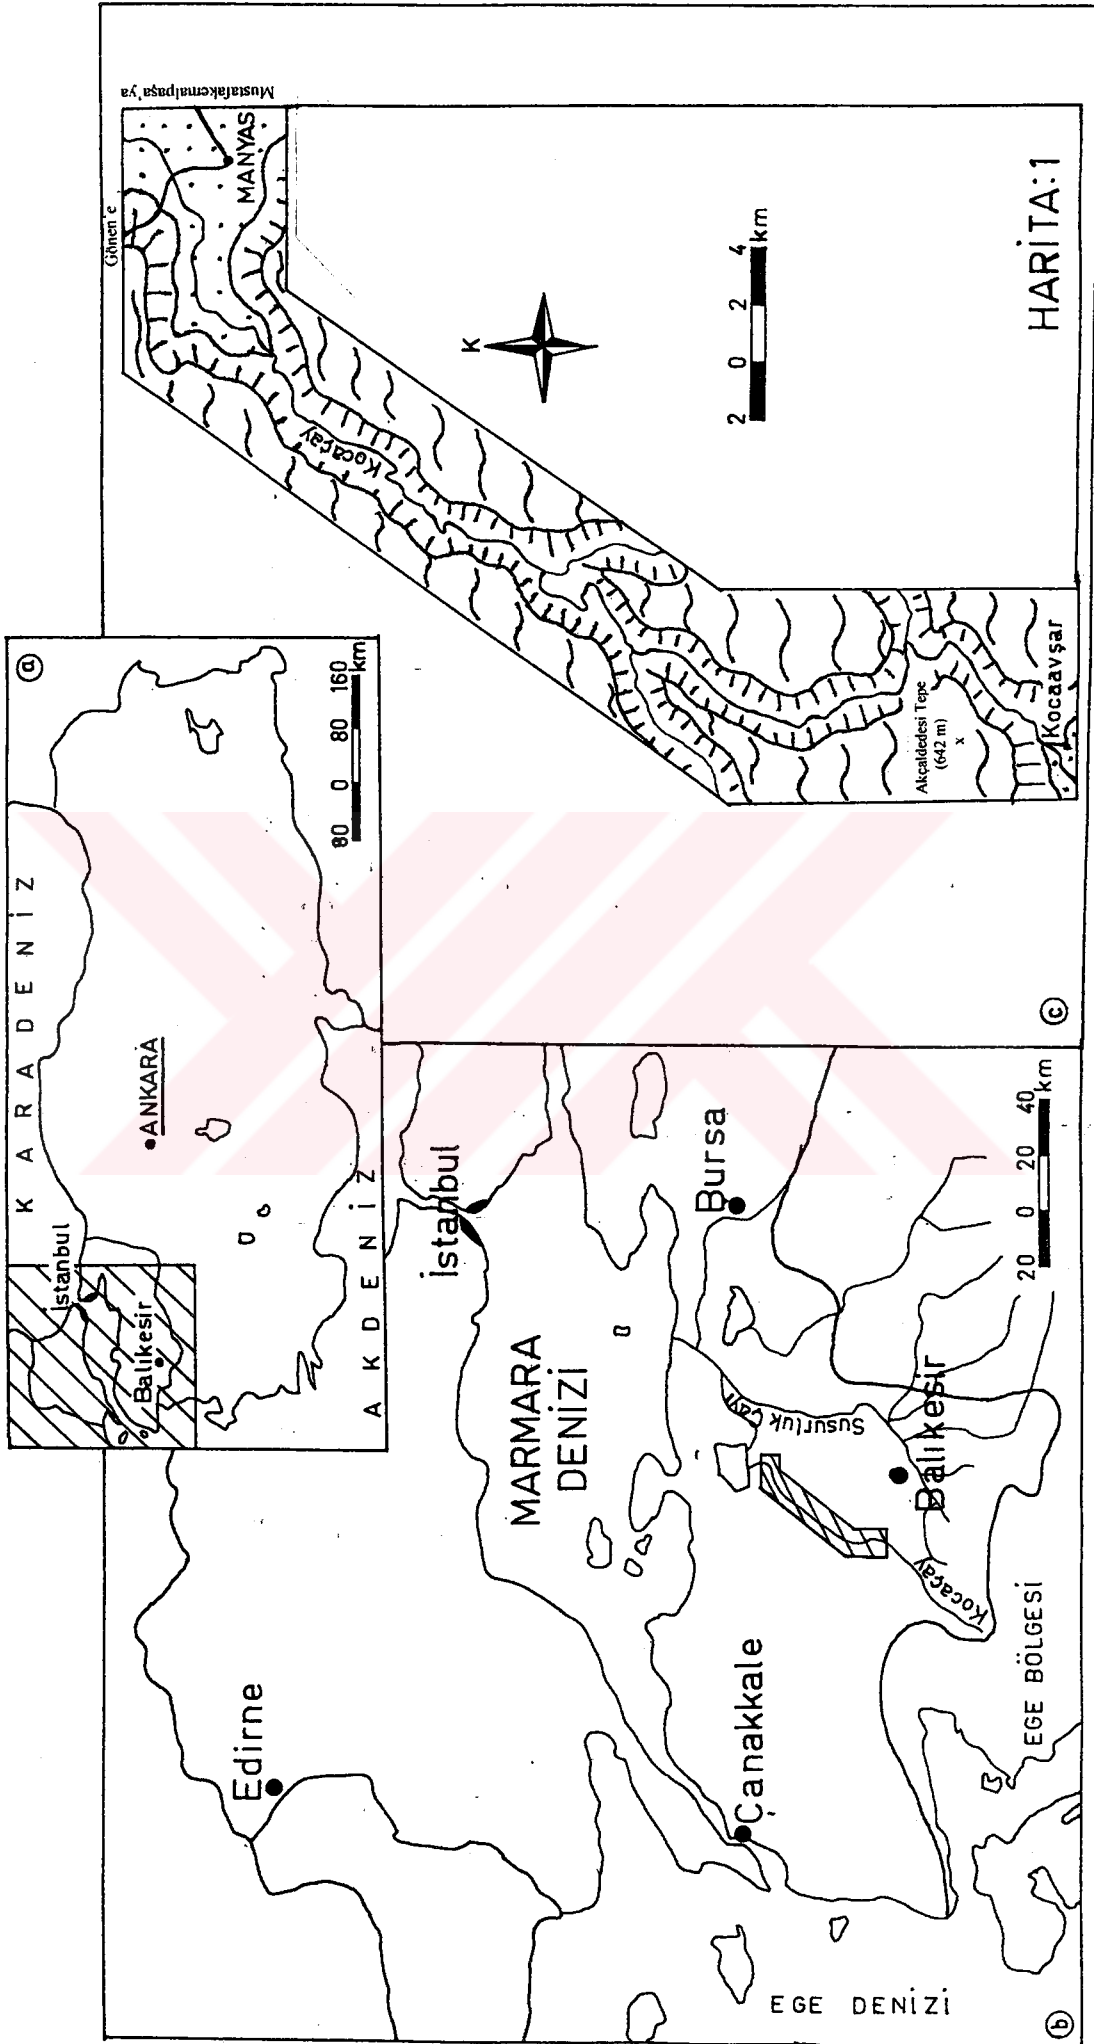 a
KARADENİZ
İstanbul
Balıkesir
ANKARA
AKDENİZ
80 0 80 160
km
b
Edirne
İstanbul
MARMARA
DENİZİ
Bursa
Çanakkale
Susurluk Çayı
Balıkesir
Kocaçay
EGE BÖLGESİ
EGE DENİZİ
20 0 20 40
km
c
Gönen'e
Mustafakemalpaşa'ya
MANYAS
Kocaçay
K
2 0 2 4
km
Akçaldedesi Tepe
(642 m)
x
Kocaavşar
HARİTA:1